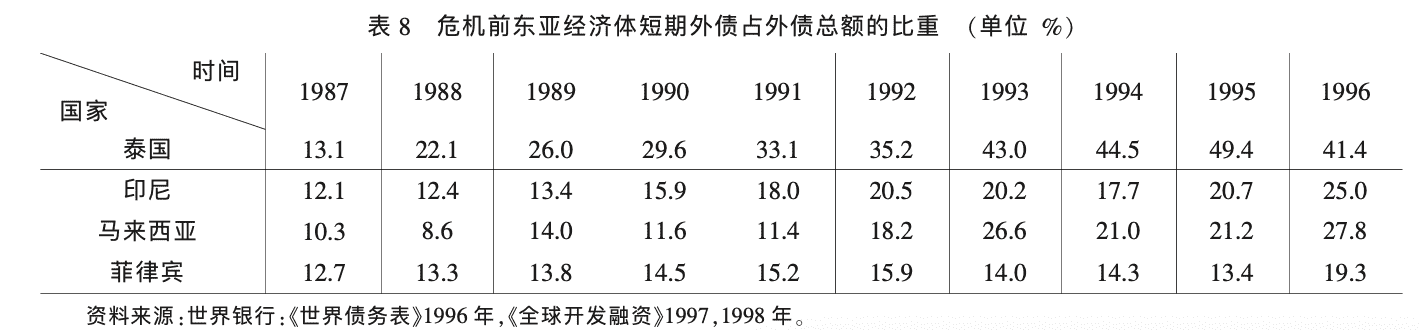 表 8 危机前东亚经济体短期外债占外债总额的比重 (单位 %)
时间
国家
1987 1988 1989 1990 1991 1992 1993 1994 1995 1996
泰国 13.1 22.1 26.0 29.6 33.1 35.2 43.0 44.5 49.4 41.4
印尼 12.1 12.4 13.4 15.9 18.0 20.5 20.2 17.7 20.7 25.0
马来西亚 10.3 8.6 14.0 11.6 11.4 18.2 26.6 21.0 21.2 27.8
菲律宾 12.7 13.3 13.8 14.5 15.2 15.9 14.0 14.3 13.4 19.3
资料来源:世界银行:《世界债务表》1996 年,《全球开发融资》1997,1998 年。